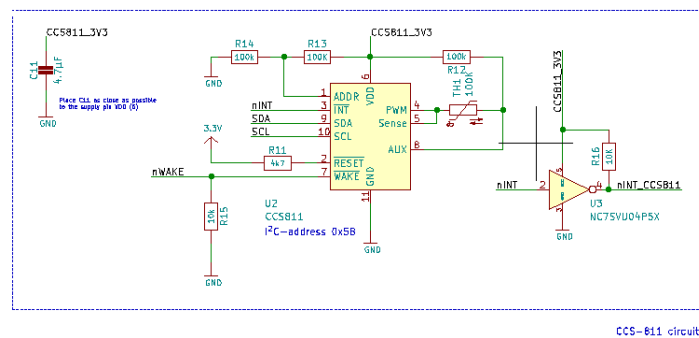 CCS811_3V3
C11
4.7µF
Place C11 as close as possible
to the supply pin VDD (6)
GND
R14
100K
GND
R13
100K
CCS811_3V3
100K
R12
TH1
100K
nINT
SDA
SCL
1
3
9
10
2
7
6
11
4
5
8
ADDR
INT
SDA
SCL
RESET
WAKE
VDD
GND
PWM
Sense
AUX
3.3V
R11
4k7
nWAKE
10k
R15
GND
U2
CCS811
I²C-address 0x5B
GND
CCS811_3V3
R16
10K
nINT
2
5
4
3
nINT_CCS811
U3
NC7SVU04P5X
GND
CCS-811 circuit